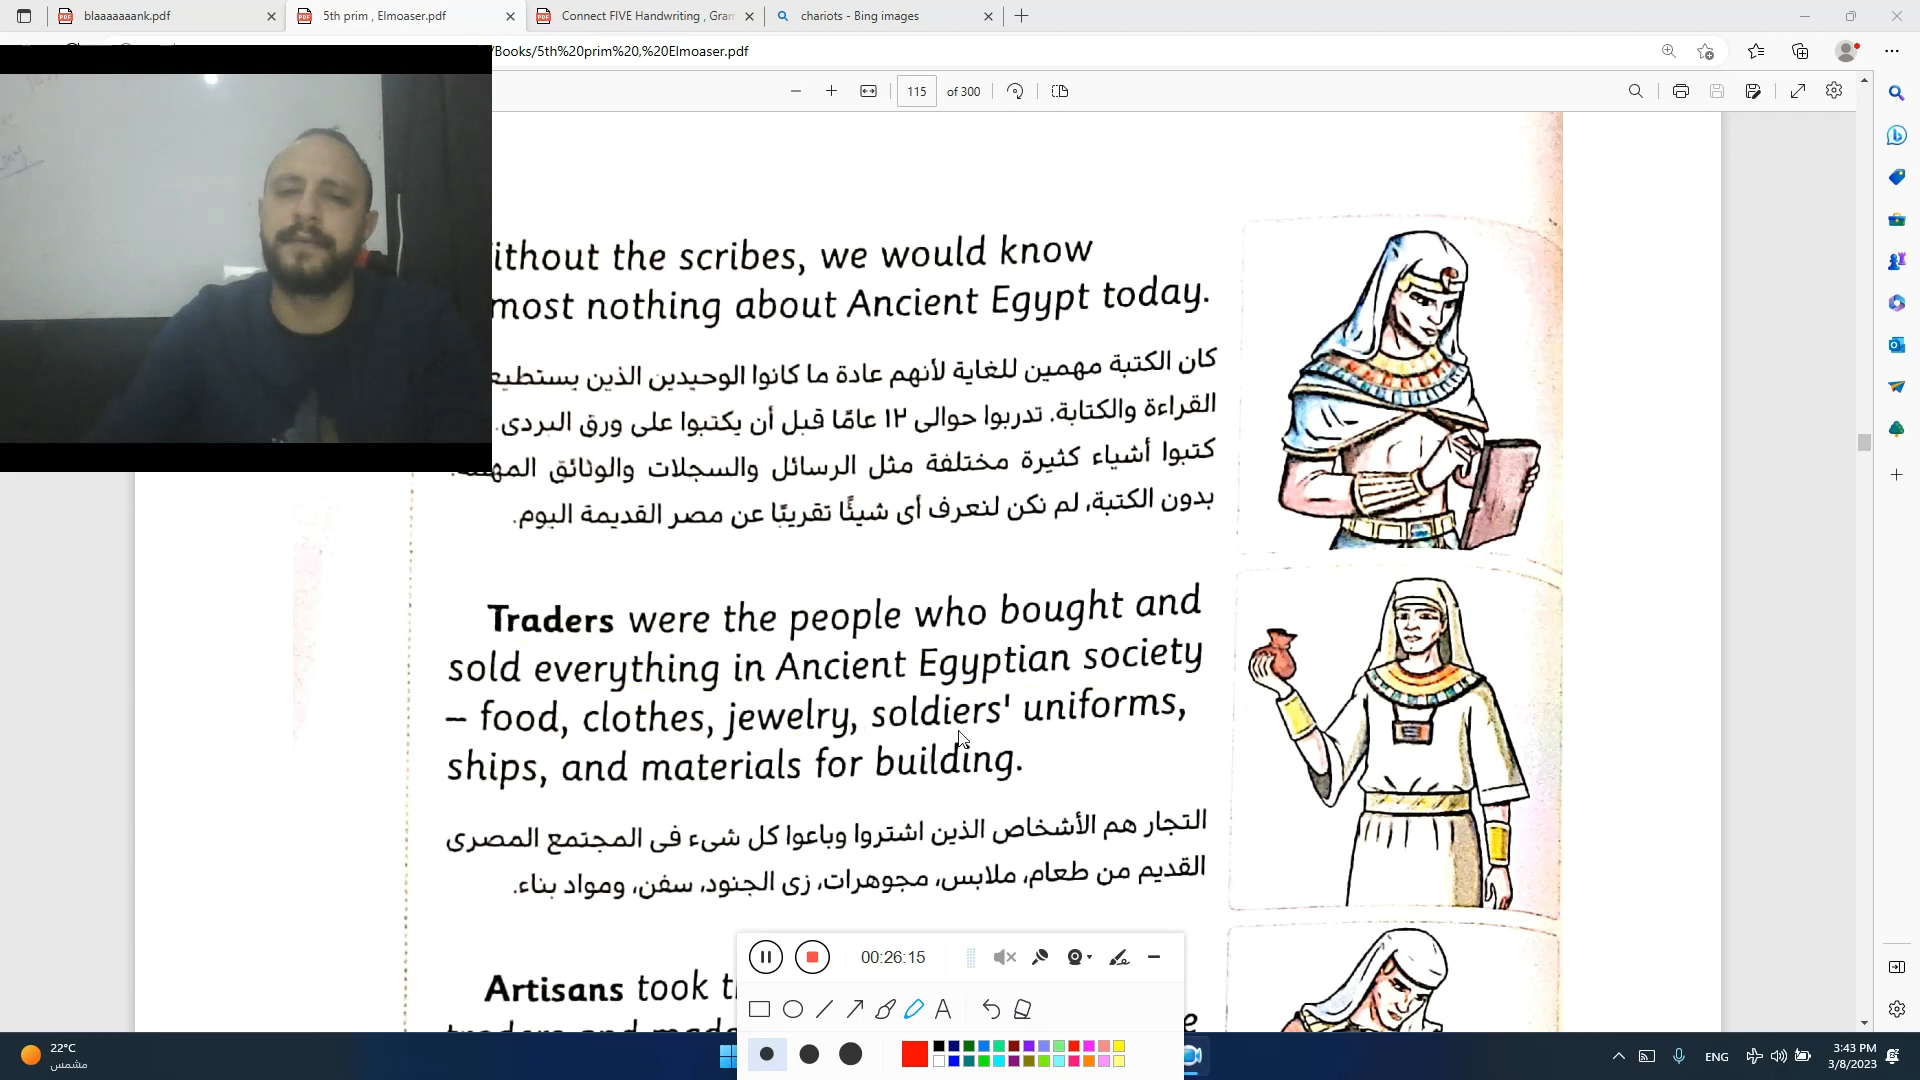 blaaaaaaank.pdf
5th prim , Elmoaser.pdf
Connect FIVE Handwriting , Gram
chariots - Bing images
/Books/5th%20prim%20,%20Elmoaser.pdf
115 of 300
ithout the scribes, we would know
most nothing about Ancient Egypt today.
كان الكتبة مهمين للغاية لأنهم عادة ما كانوا الوحيدين الذين يستطيع
القراءة والكتابة. تدربوا حوالى ١٢ عامًا قبل أن يكتبوا على ورق البردى.
كتبوا أشياء كثيرة مختلفة مثل الرسائل والسجلات والوثائق
بدون الكتبة، لم نكن لنعرف أى شيئًا تقريبًا عن مصر القديمة اليوم.
Traders were the people who bought and
sold everything in Ancient Egyptian society
– food, clothes, jewelry, soldiers' uniforms,
ships, and materials for building.
التجار هم الأشخاص الذين اشتروا وباعوا كل شىء فى المجتمع المصرى
القديم من طعام، ملابس، مجوهرات، زى الجنود، سفن، ومواد بناء.
00:26:15
Artisans took
22°C
مشمس
ENG
3:43 PM
3/8/2023